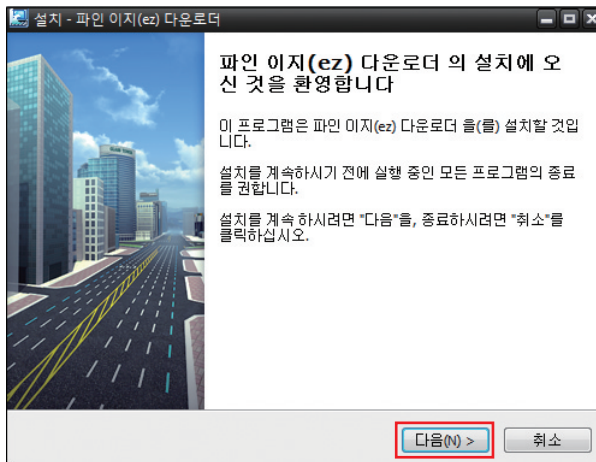 설치 - 파인 이지(ez) 다운로더
파인 이지(ez) 다운로더 의 설치에 오
신 것을 환영합니다
이 프로그램은 파인 이지(ez) 다운로더 을(를) 설치할 것입
니다.
설치를 계속하시기 전에 실행 중인 모든 프로그램의 종료
를 권합니다.
설치를 계속 하시려면 "다음"을, 종료하시려면 "취소"를
클릭하십시오.
다음(N) >
취소